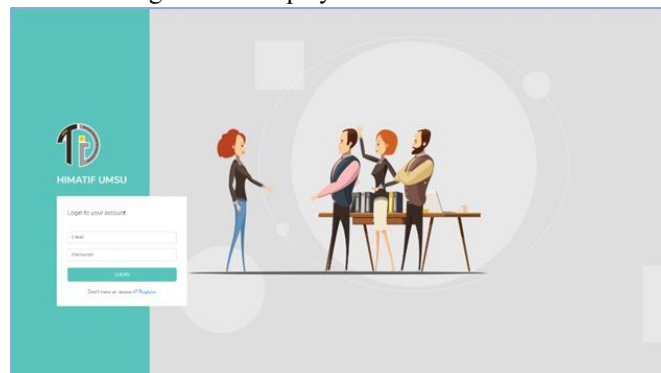 HIMATIF UMSU
Login to your account
Email
Password
LOGIN
Don't have an account? Register